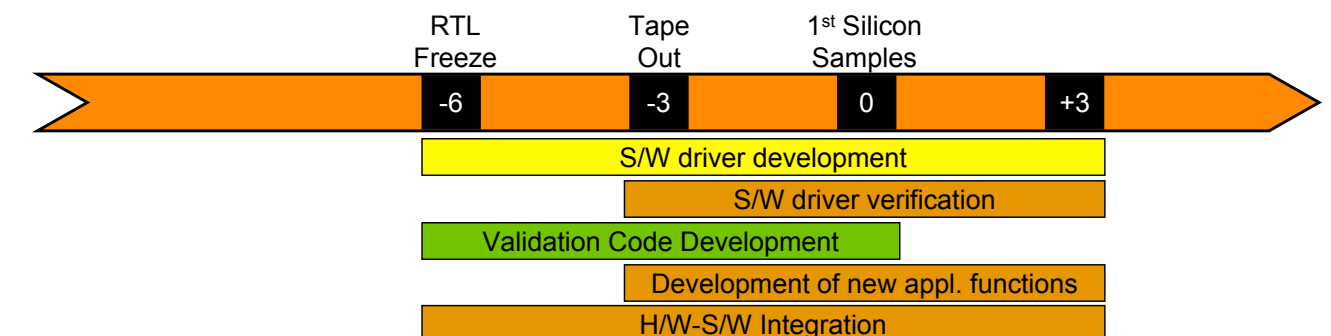 RTL
Freeze
Tape
Out
1st Silicon
Samples
-6
-3
0
+3
S/W driver development
S/W driver verification
Validation Code Development
Development of new appl. functions
H/W-S/W Integration